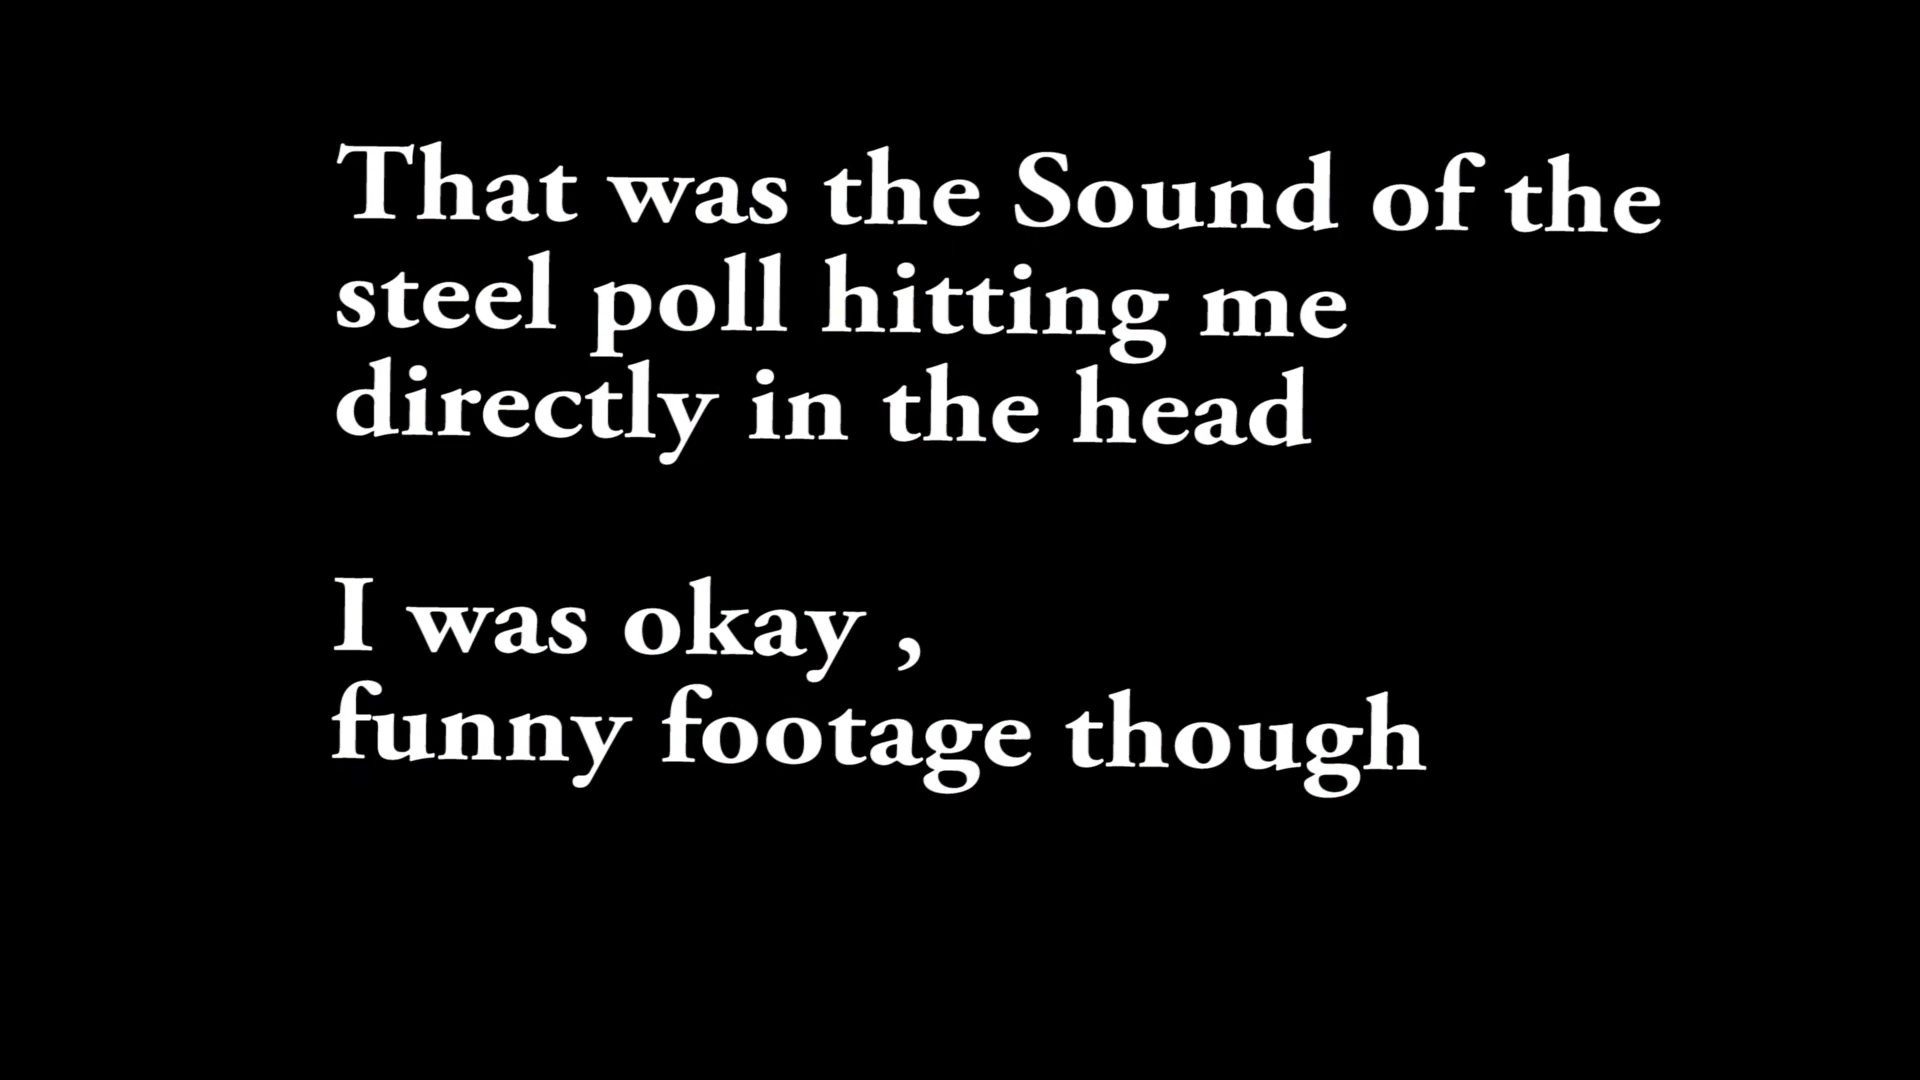 That was the Sound of the
steel poll hitting me
directly in the head
I was okay ,
funny footage though